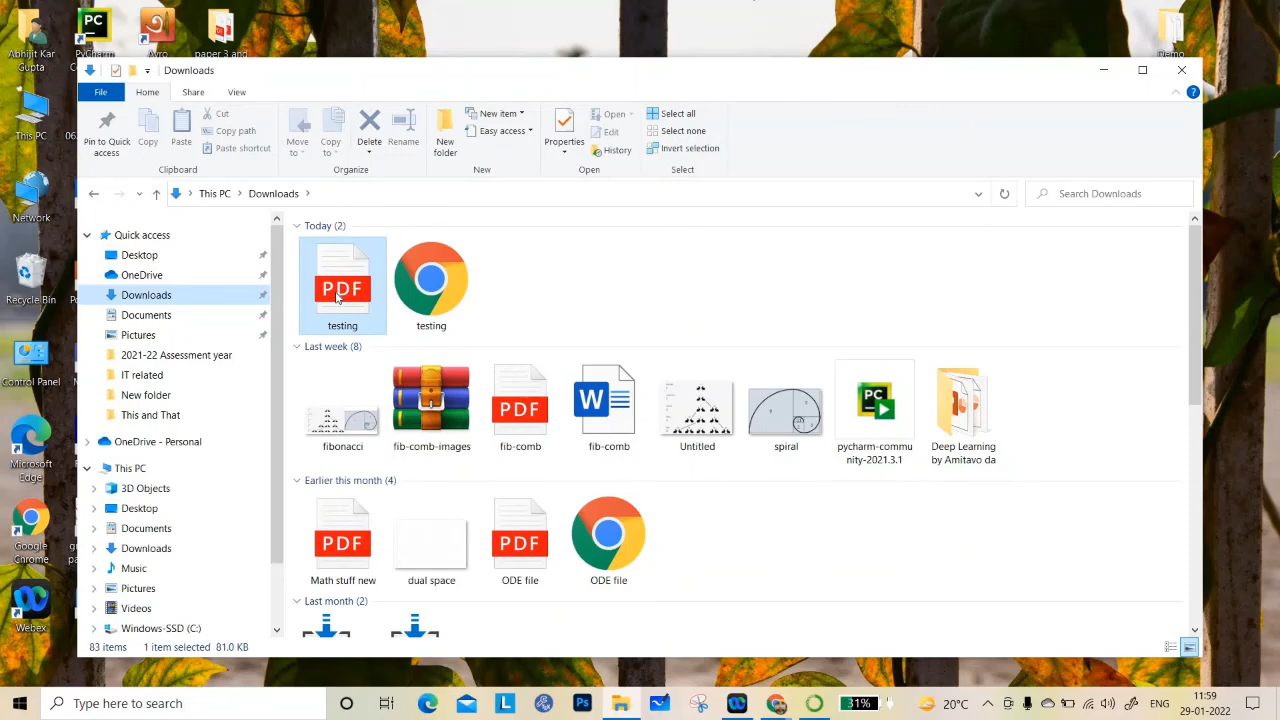 Abhijit Kar
Gupta
PyCharm
Avro
paper 3 and
Demo
This PC
06.
Network
Recycle Bin
Control Panel
Microsoft
Edge
Google
Chrome
Webex
Downloads
File
Home
Share
View
Pin to Quick
access
Copy
Paste
Cut
Copy path
Paste shortcut
Clipboard
Move
to
Copy
to
Delete
Rename
Organize
New
folder
New item
Easy access
New
Properties
Open
Edit
History
Open
Select all
Select none
Invert selection
Select
This PC
Downloads
Search Downloads
Quick access
Desktop
OneDrive
Downloads
Documents
Pictures
2021-22 Assessment year
IT related
New folder
This and That
OneDrive - Personal
This PC
3D Objects
Desktop
Documents
Downloads
Music
Pictures
Videos
Windows-SSD (C:)
Today (2)
PDF
testing
testing
Last week (8)
fibonacci
fib-comb-images
PDF
fib-comb
W
fib-comb
Untitled
spiral
PC
pycharm-commu
nity-2021.3.1
Deep Learning
by Amitavo da
Earlier this month (4)
PDF
Math stuff new
dual space
PDF
ODE file
ODE file
Last month (2)
83 items 1 item selected 81.0 KB
Type here to search
L
Ps
31%
20°C
ENG
11:59
29-01-2022